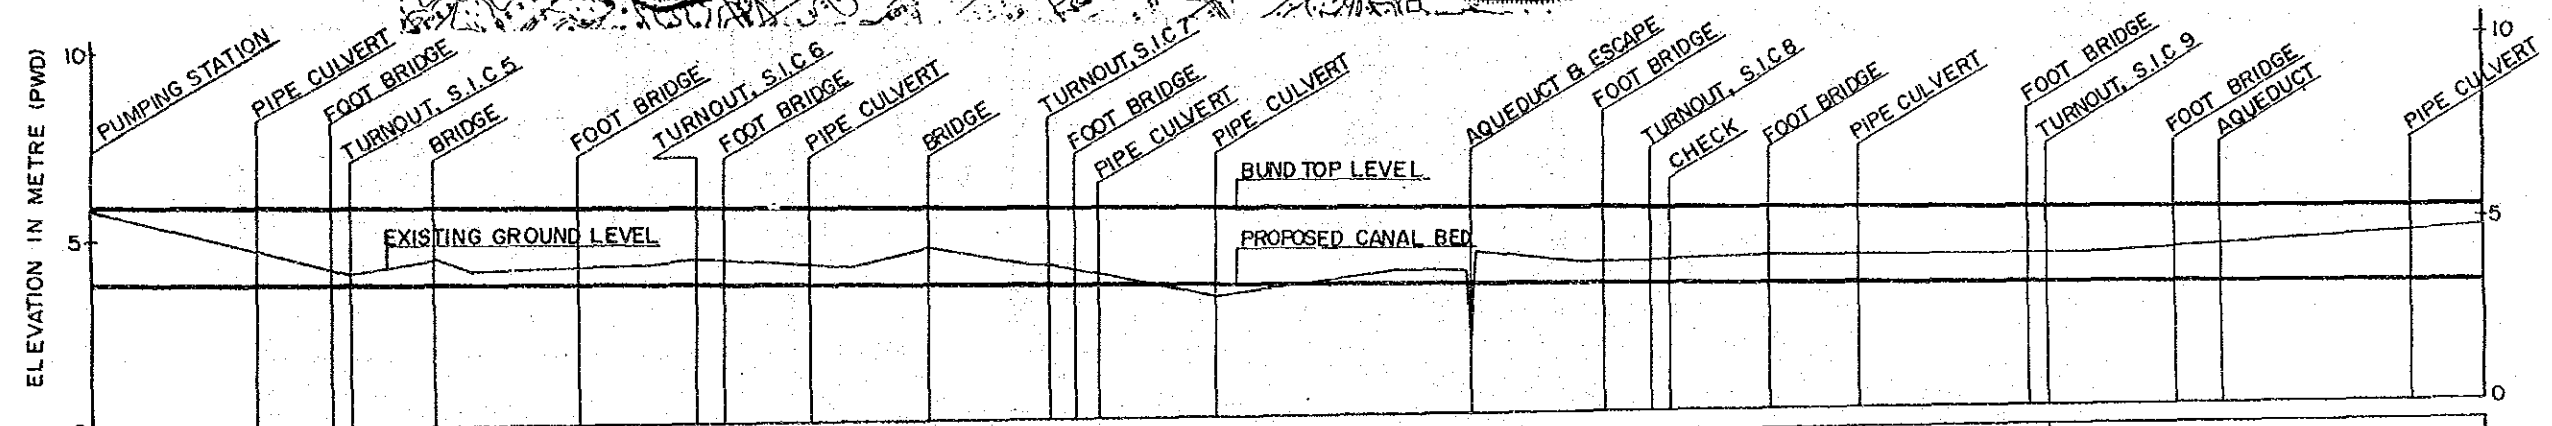 ELEVATION IN METRE (PWD)
10
5
PUMPING STATION
PIPE CULVERT
FOOT BRIDGE
TURNOUT, S.I.C 5
BRIDGE
FOOT BRIDGE
TURNOUT, S.I.C 6
FOOT BRIDGE
PIPE CULVERT
BRIDGE
TURNOUT, S.I.C 7
FOOT BRIDGE
PIPE CULVERT
PIPE CULVERT
AQUEDUCT & ESCAPE
FOOT BRIDGE
TURNOUT, S.I.C 8
CHECK
FOOT BRIDGE
PIPE CULVERT
FOOT BRIDGE
TURNOUT, S.I.C 9
FOOT BRIDGE
AQUEDUCT
PIPE CULVERT
BUND TOP LEVEL
EXISTING GROUND LEVEL
PROPOSED CANAL BED
10
5
0